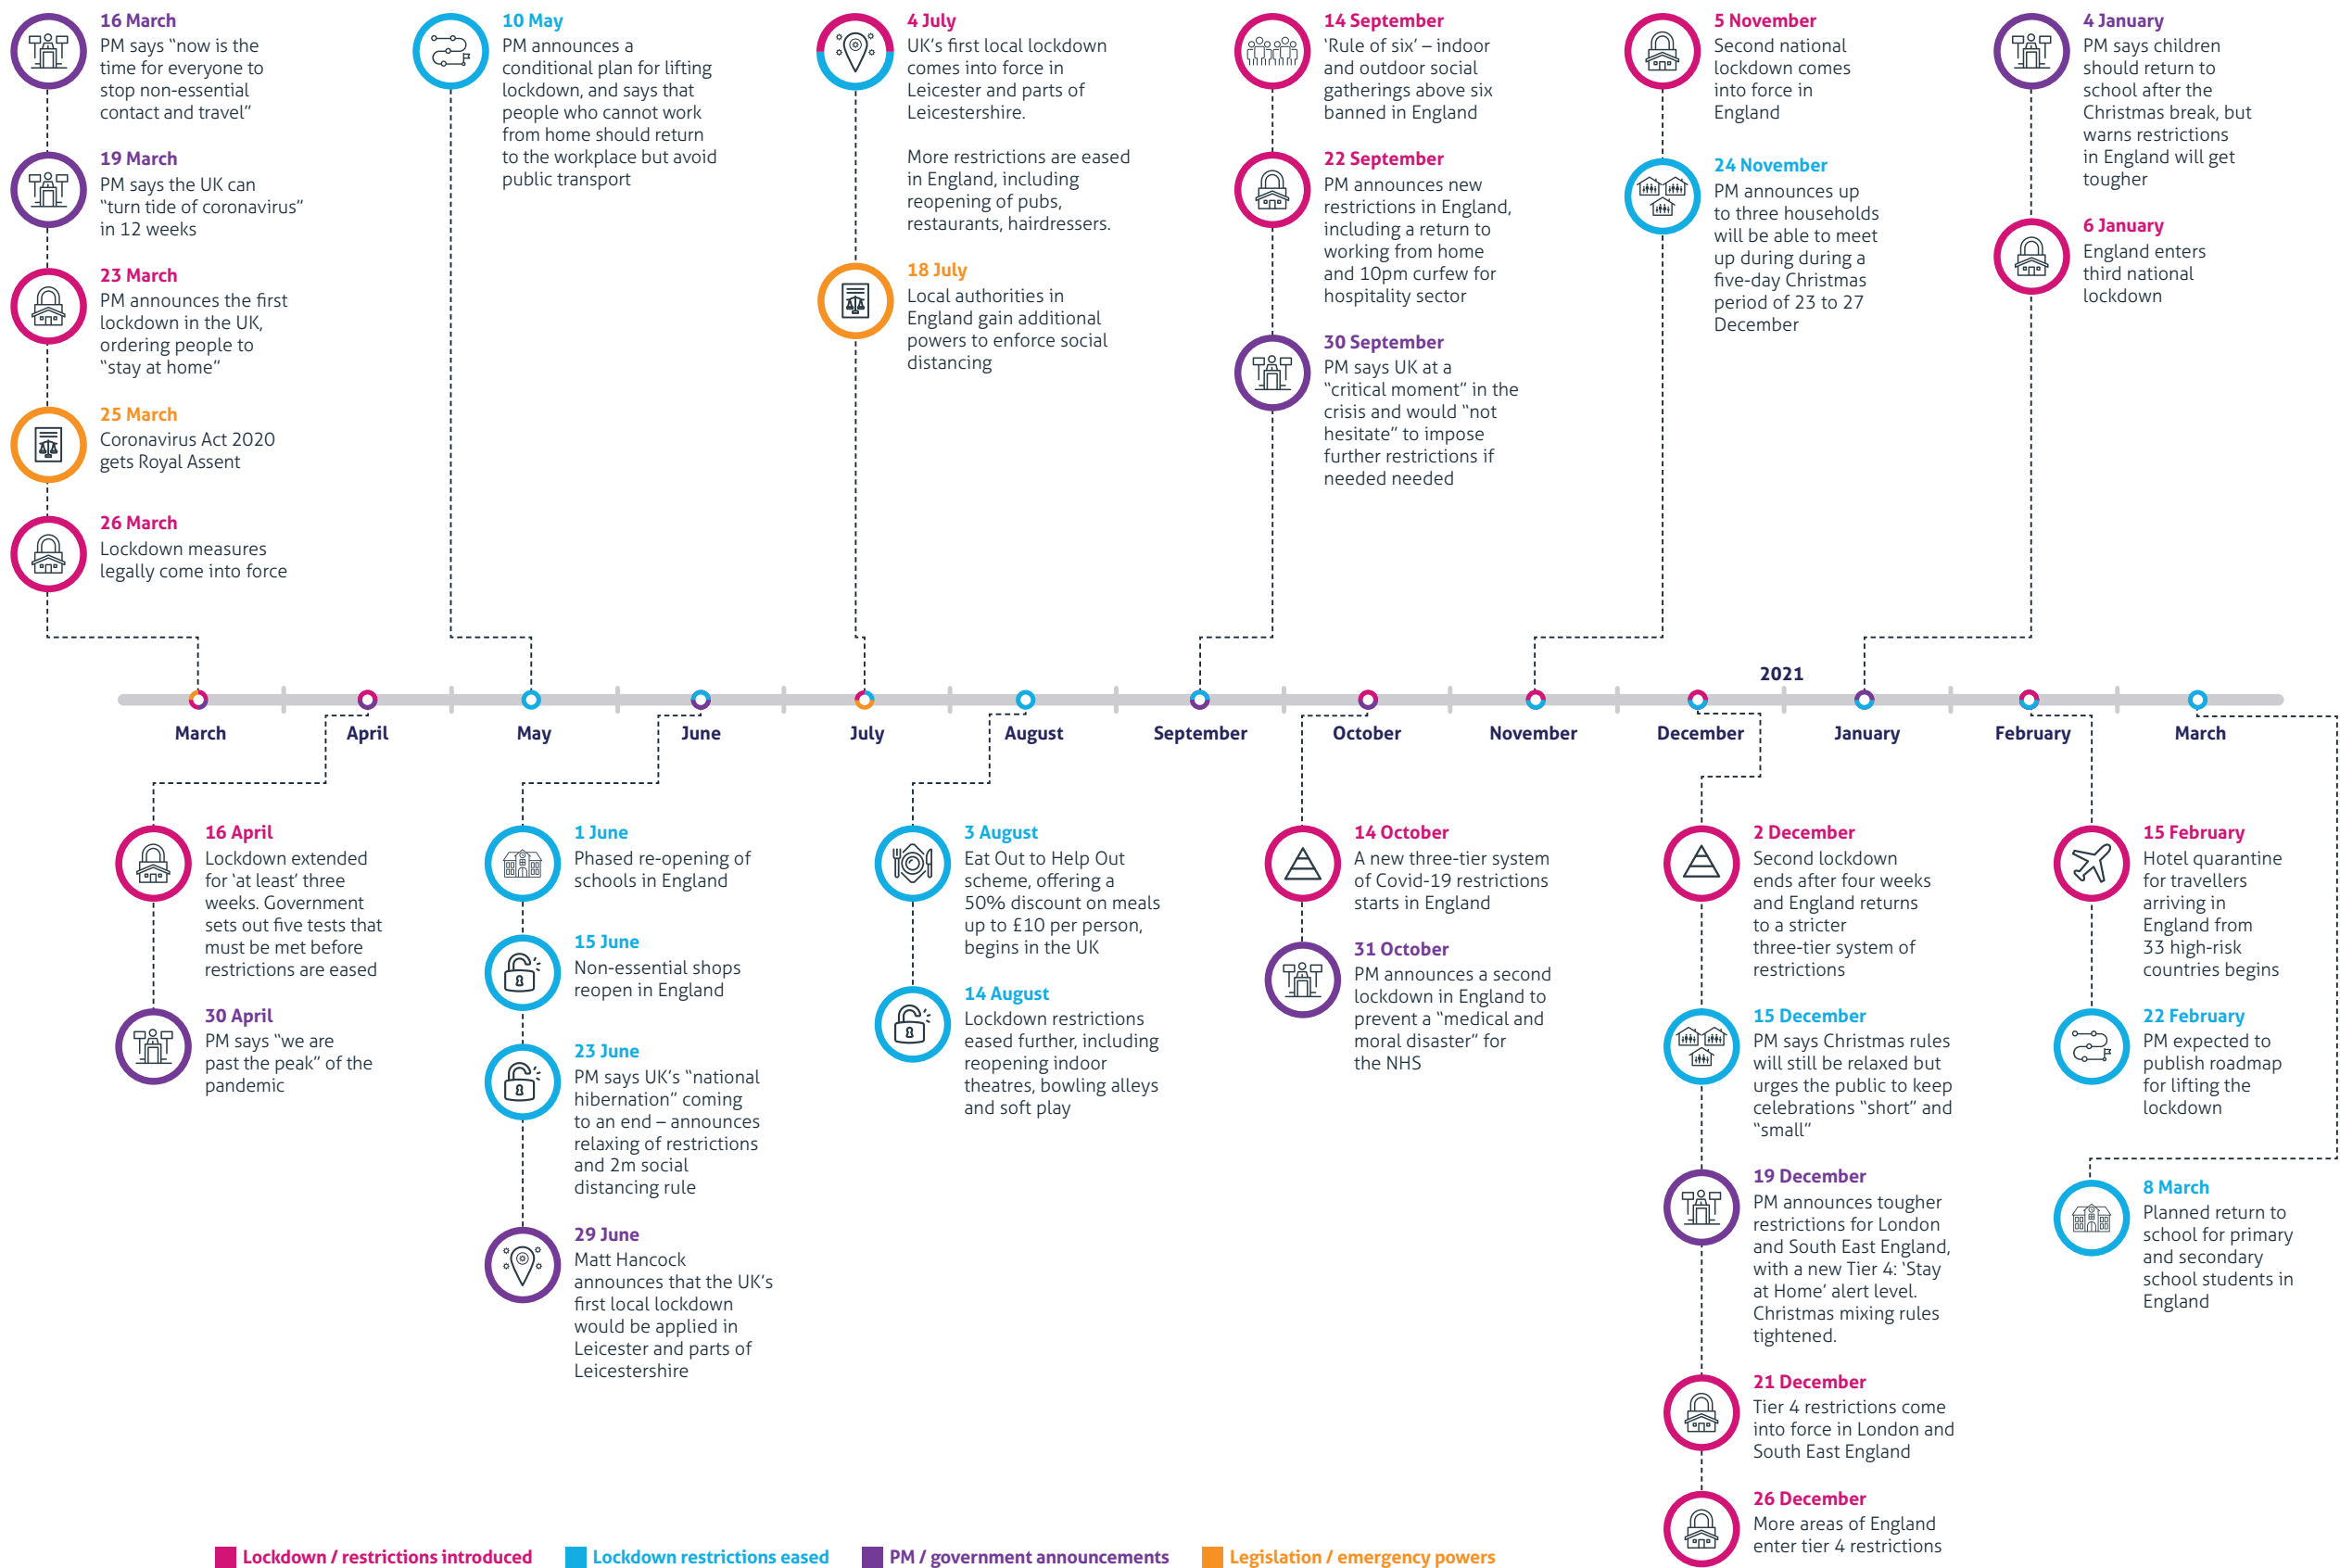 16 March
PM says “now is the
time for everyone to
stop non-essential
contact and travel”
19 March
PM says the UK can
“turn tide of coronavirus”
in 12 weeks
23 March
PM announces the first
lockdown in the UK,
ordering people to
“stay at home”
25 March
Coronavirus Act 2020
gets Royal Assent
26 March
Lockdown measures
legally come into force
10 May
PM announces a
conditional plan for lifting
lockdown, and says that
people who cannot work
from home should return
to the workplace but avoid
public transport
4 July
UK’s first local lockdown
comes into force in
Leicester and parts of
Leicestershire.
More restrictions are eased
in England, including
reopening of pubs,
restaurants, hairdressers.
18 July
Local authorities in
England gain additional
powers to enforce social
distancing
14 September
‘Rule of six’ – indoor
and outdoor social
gatherings above six
banned in England
22 September
PM announces new
restrictions in England,
including a return to
working from home
and 10pm curfew for
hospitality sector
30 September
PM says UK at a
“critical moment” in the
crisis and would “not
hesitate” to impose
further restrictions if
needed needed
5 November
Second national
lockdown comes
into force in
England
24 November
PM announces up
to three households
will be able to meet
up during during a
five-day Christmas
period of 23 to 27
December
4 January
PM says children
should return to
school after the
Christmas break, but
warns restrictions
in England will get
tougher
6 January
England enters
third national
lockdown
2021
March
April
May
June
July
August
September
October
November
December
January
February
March
16 April
Lockdown extended
for ‘at least’ three
weeks. Government
sets out five tests that
must be met before
restrictions are eased
30 April
PM says “we are
past the peak” of the
pandemic
1 June
Phased re-opening of
schools in England
15 June
Non-essential shops
reopen in England
23 June
PM says UK’s “national
hibernation” coming
to an end – announces
relaxing of restrictions
and 2m social
distancing rule
29 June
Matt Hancock
announces that the UK’s
first local lockdown
would be applied in
Leicester and parts of
Leicestershire
3 August
Eat Out to Help Out
scheme, offering a
50% discount on meals
up to £10 per person,
begins in the UK
14 August
Lockdown restrictions
eased further, including
reopening indoor
theatres, bowling alleys
and soft play
14 October
A new three-tier system
of Covid-19 restrictions
starts in England
31 October
PM announces a second
lockdown in England to
prevent a “medical and
moral disaster” for
the NHS
2 December
Second lockdown
ends after four weeks
and England returns
to a stricter
three-tier system of
restrictions
15 December
PM says Christmas rules
will still be relaxed but
urges the public to keep
celebrations “short” and
“small”
19 December
PM announces tougher
restrictions for London
and South East England,
with a new Tier 4: ‘Stay
at Home’ alert level.
Christmas mixing rules
tightened.
21 December
Tier 4 restrictions come
into force in London and
South East England
26 December
More areas of England
enter tier 4 restrictions
15 February
Hotel quarantine
for travellers
arriving in
England from
33 high-risk
countries begins
22 February
PM expected to
publish roadmap
for lifting the
lockdown
8 March
Planned return to
school for primary
and secondary
school students in
England
Lockdown / restrictions introduced
Lockdown restrictions eased
PM / government announcements
Legislation / emergency powers